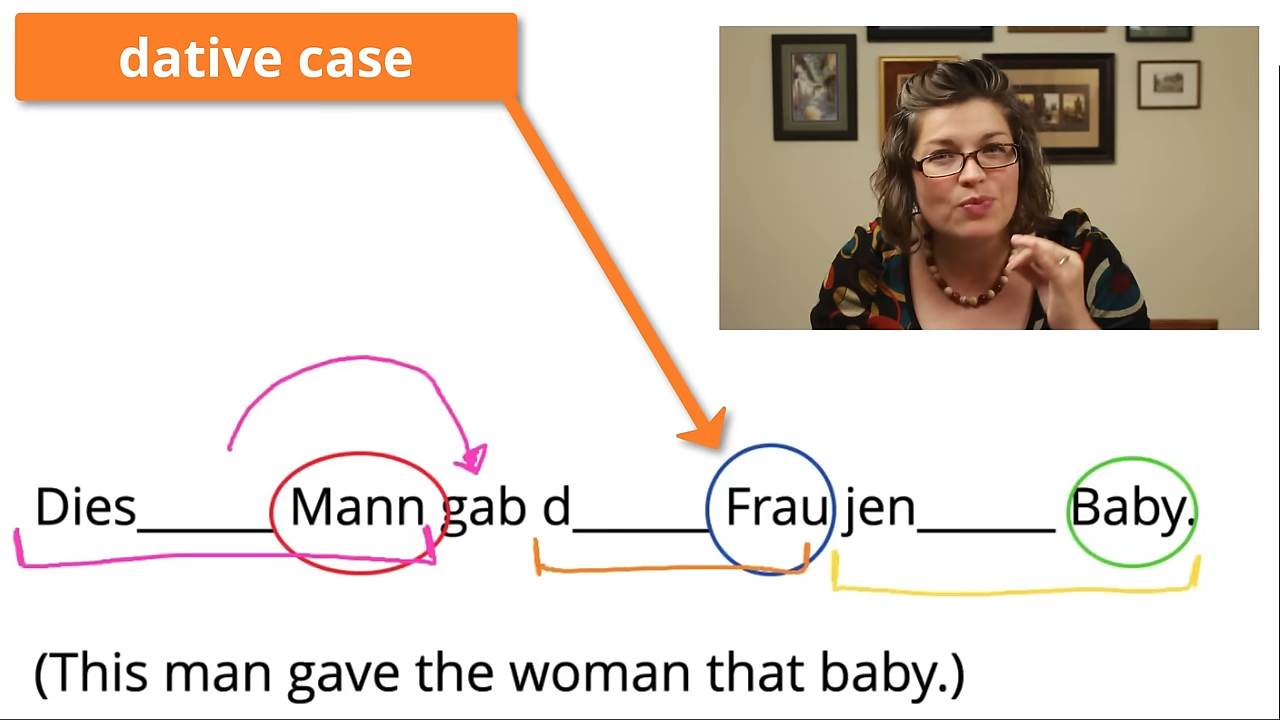 dative case
Dies______ Mann gab d______ Frau jen______ Baby.
(This man gave the woman that baby.)